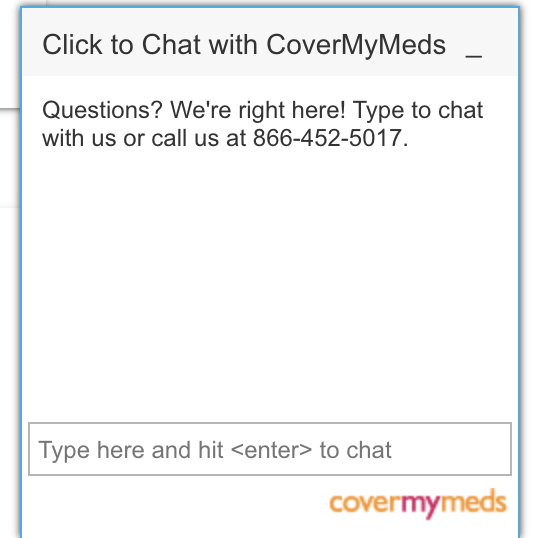 Click to Chat with CoverMyMeds _
Questions? We're right here! Type to chat
with us or call us at 866-452-5017.
Type here and hit <enter> to chat
covermymeds